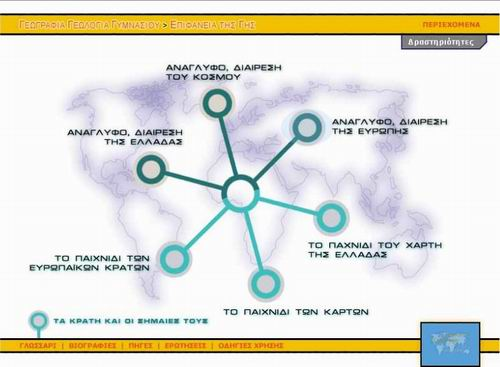 ΓΕΩΓΡΑΦΙΑ ΓΕΩΛΟΓΙΑ ΓΥΜΝΑΣΙΟΥ > ΕΠΙΦΑΝΕΙΑ ΤΗΣ ΓΗΣ
ΠΕΡΙΕΧΟΜΕΝΑ
Δραστηριότητες
ΑΝΑΓΛΥΦΟ, ΔΙΑΙΡΕΣΗ
ΤΟΥ ΚΟΣΜΟΥ
ΑΝΑΓΛΥΦΟ, ΔΙΑΙΡΕΣΗ
ΤΗΣ ΕΥΡΩΠΗΣ
ΑΝΑΓΛΥΦΟ, ΔΙΑΙΡΕΣΗ
ΤΗΣ ΕΛΛΑΔΑΣ
ΤΟ ΠΑΧΝΙΔΙ ΤΟΥ ΧΑΡΤΗ
ΤΗΣ ΕΛΛΑΔΑΣ
ΤΟ ΠΑΙΧΝΙΔΙ ΤΩΝ
ΕΥΡΩΠΑΙΚΩΝ ΚΡΑΤΩΝ
ΤΟ ΠΑΙΧΝΙΔΙ ΤΩΝ ΚΑΡΤΩΝ
ΤΑ ΚΡΑΤΗ ΚΑΙ ΟΙ ΣΗΜΑΙΕΣ ΤΟΥΣ
ΓΛΩΣΣΑΡΙ | ΒΙΟΓΡΑΦΙΕΣ | ΠΗΓΕΣ | ΕΡΩΤΗΣΕΙΣ | ΟΔΗΓΙΕΣ ΧΡΗΣΗΣ